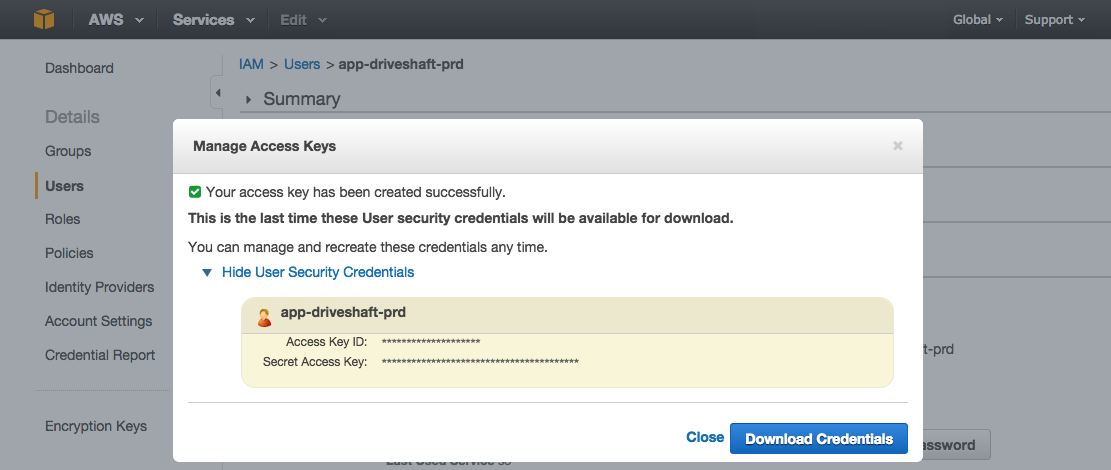 AWS Services Edit Global Support
Dashboard
IAM > Users > app-driveshaft-prd
Summary
Details
Groups
Users
Roles
Policies
Identity Providers
Account Settings
Credential Report
Encryption Keys
Manage Access Keys
Your access key has been created successfully.
This is the last time these User security credentials will be available for download.
You can manage and recreate these credentials any time.
Hide User Security Credentials
app-driveshaft-prd
Access Key ID: ********************
Secret Access Key: ****************************************
Close Download Credentials
t-prd
assword